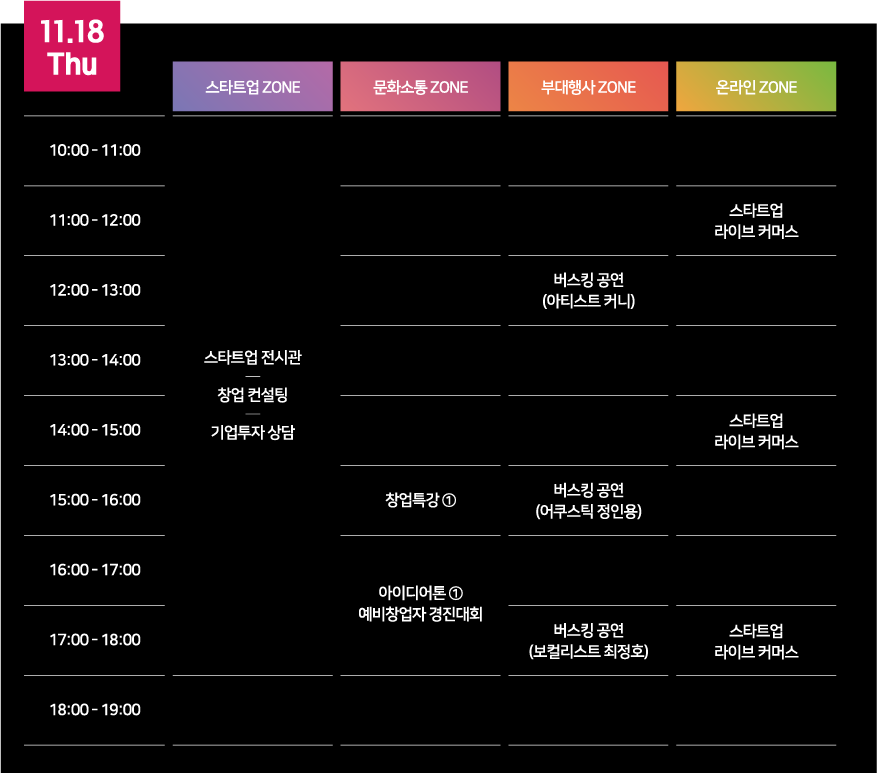 11.18
Thu
스타트업 ZONE
문화소통 ZONE
부대행사 ZONE
온라인 ZONE
10:00 - 11:00
11:00 - 12:00
스타트업
라이브 커머스
12:00 - 13:00
버스킹 공연
(아티스트 커니)
13:00 - 14:00
스타트업 전시관
창업 컨설팅
기업투자 상담
14:00 - 15:00
스타트업
라이브 커머스
15:00 - 16:00
창업특강 ①
버스킹 공연
(어쿠스틱 정인용)
16:00 - 17:00
아이디어톤 ①
예비창업자 경진대회
17:00 - 18:00
버스킹 공연
(보컬리스트 최정호)
스타트업
라이브 커머스
18:00 - 19:00